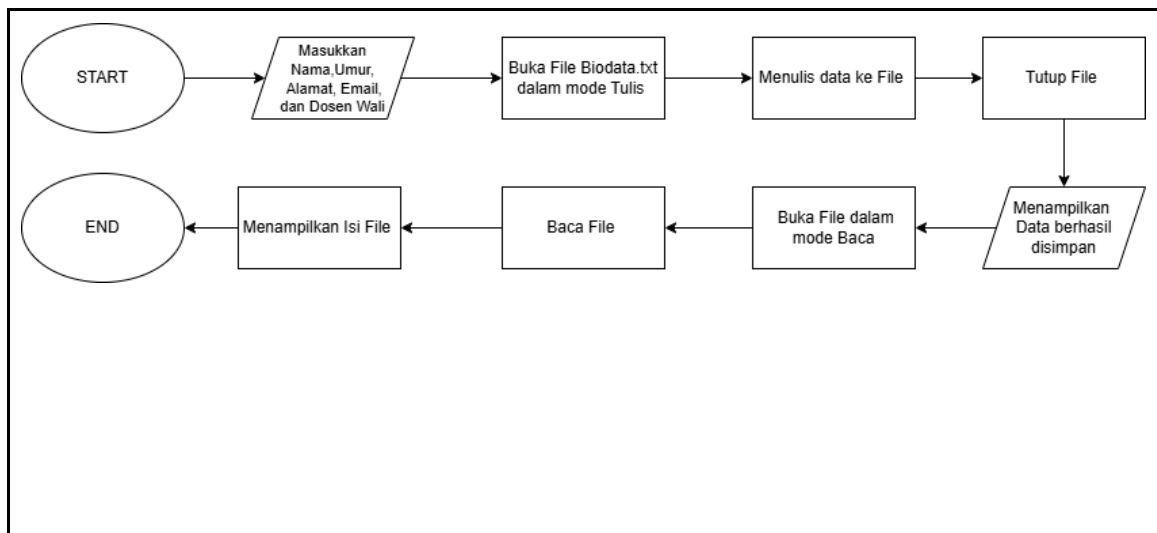 START
Masukkan
Nama,Umur,
Alamat, Email,
dan Dosen Wali
Buka File Biodata.txt
dalam mode Tulis
Menulis data ke File
Tutup File
Menampilkan
Data berhasil
disimpan
Buka File dalam
mode Baca
Baca File
Menampilkan Isi File
END